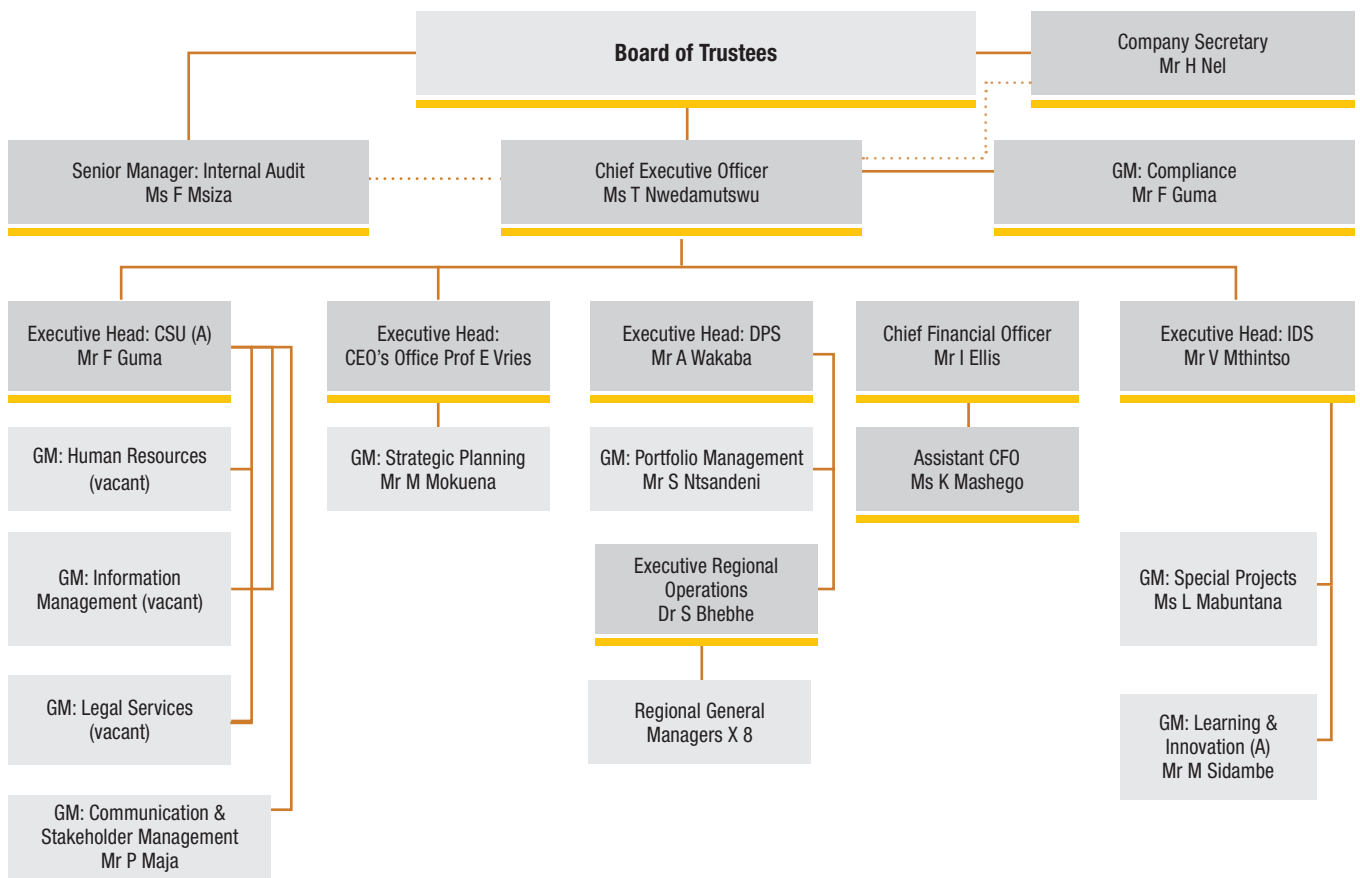 Board of Trustees
Company Secretary
Mr H Nel
Senior Manager: Internal Audit
Ms F Msiza
Chief Executive Officer
Ms T Nwedamutswu
GM: Compliance
Mr F Guma
Executive Head: CSU (A)
Mr F Guma
Executive Head:
CEO’s Office Prof E Vries
Executive Head: DPS
Mr A Wakaba
Chief Financial Officer
Mr I Ellis
Executive Head: IDS
Mr V Mthintso
GM: Human Resources
(vacant)
GM: Strategic Planning
Mr M Mokuena
GM: Portfolio Management
Mr S Ntsandeni
Assistant CFO
Ms K Mashego
GM: Information
Management (vacant)
Executive Regional
Operations
Dr S Bhebhe
GM: Special Projects
Ms L Mabuntana
GM: Legal Services
(vacant)
Regional General
Managers X 8
GM: Learning &
Innovation (A)
Mr M Sidambe
GM: Communication &
Stakeholder Management
Mr P Maja